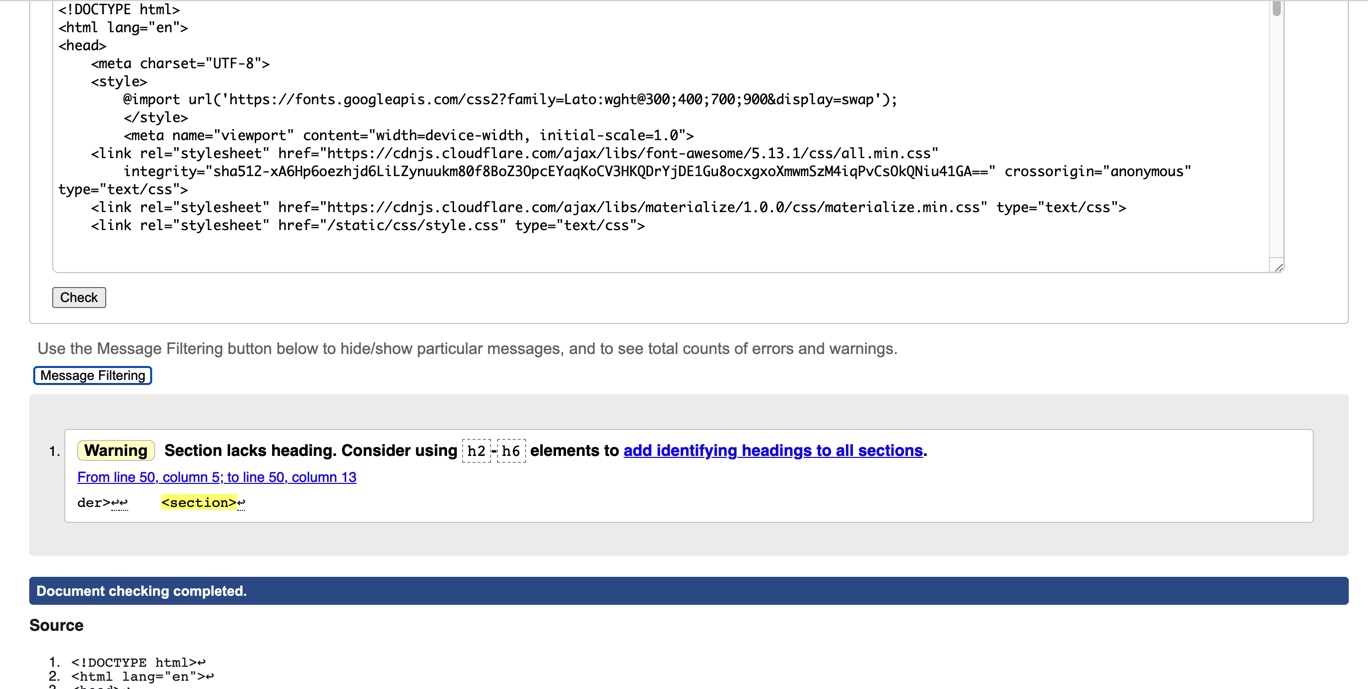 <!DOCTYPE html>
<html lang="en">
<head>
    <meta charset="UTF-8">
    <style>
        @import url('https://fonts.googleapis.com/css2?family=Lato:wght@300;400;700;900&display=swap');
        </style>
        <meta name="viewport" content="width=device-width, initial-scale=1.0">
    <link rel="stylesheet" href="https://cdnjs.cloudflare.com/ajax/libs/font-awesome/5.13.1/css/all.min.css"
        integrity="sha512-xA6Hp6oezhjd6LiLZynuukm80f8BoZ3OpcEYaqKoCV3HKQDrYjDE1Gu8ocxgxoXmwmSzM4iqPvCsOkQNiu41GA==" crossorigin="anonymous"
type="text/css">
    <link rel="stylesheet" href="https://cdnjs.cloudflare.com/ajax/libs/materialize/1.0.0/css/materialize.min.css" type="text/css">
    <link rel="stylesheet" href="/static/css/style.css" type="text/css">
Check
Use the Message Filtering button below to hide/show particular messages, and to see total counts of errors and warnings.
Message Filtering
1. Warning Section lacks heading. Consider using h2-h6 elements to add identifying headings to all sections.
From line 50, column 5; to line 50, column 13
der>↩↩    <section>↩
Document checking completed.
Source
1. <!DOCTYPE html>↩
2. <html lang="en">↩
3. <head>↩